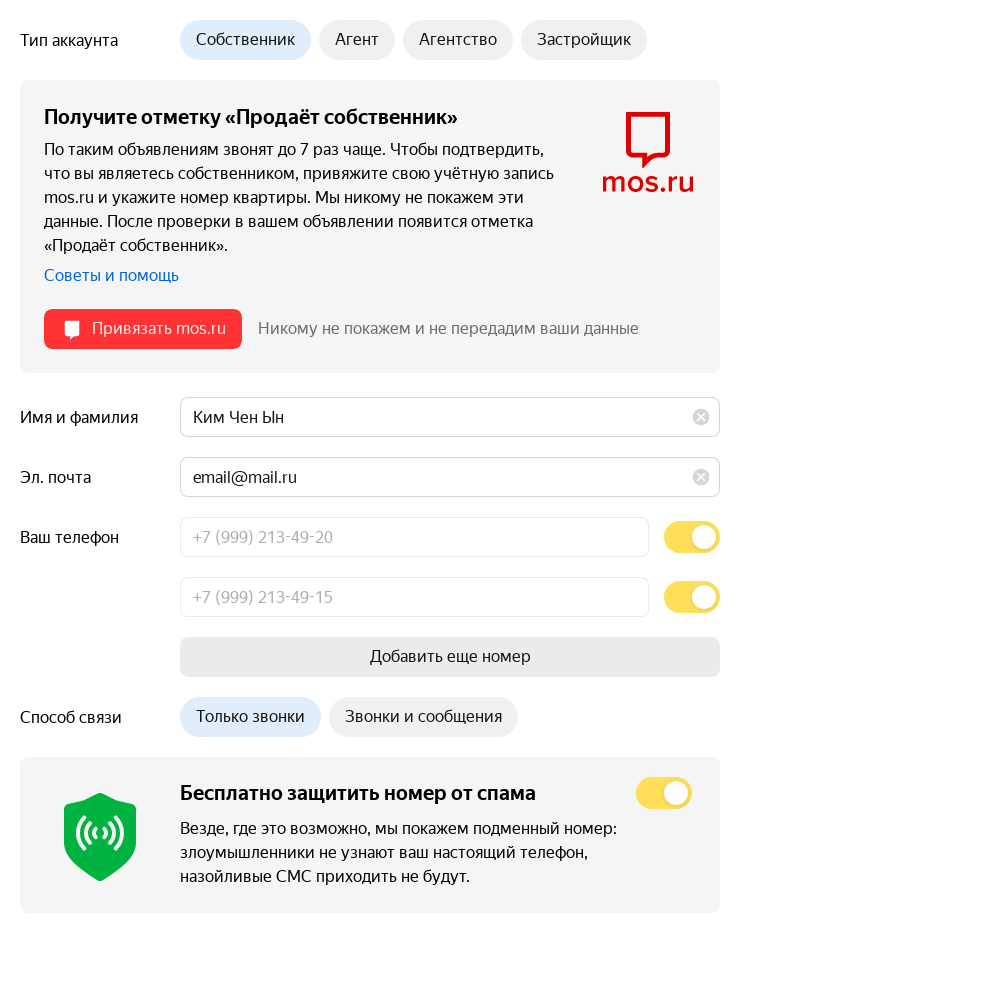 Тип аккаунта
Собственник
Агент
Агентство
Застройщик
Получите отметку «Продаёт собственник»
По таким объявлениям звонят до 7 раз чаще. Чтобы подтвердить,
что вы являетесь собственником, привяжите свою учётную запись
mos.ru и укажите номер квартиры. Мы никому не покажем эти
данные. После проверки в вашем объявлении появится отметка
«Продаёт собственник».
mos.ru
Советы и помощь
Привязать mos.ru
Никому не покажем и не передадим ваши данные
Имя и фамилия
Ким Чен Ын
Эл. почта
email@mail.ru
Ваш телефон
+7 (999) 213-49-20
+7 (999) 213-49-15
Добавить еще номер
Способ связи
Только звонки
Звонки и сообщения
Бесплатно защитить номер от спама
Везде, где это возможно, мы покажем подменный номер:
злоумышленники не узнают ваш настоящий телефон,
назойливые СМС приходить не будут.